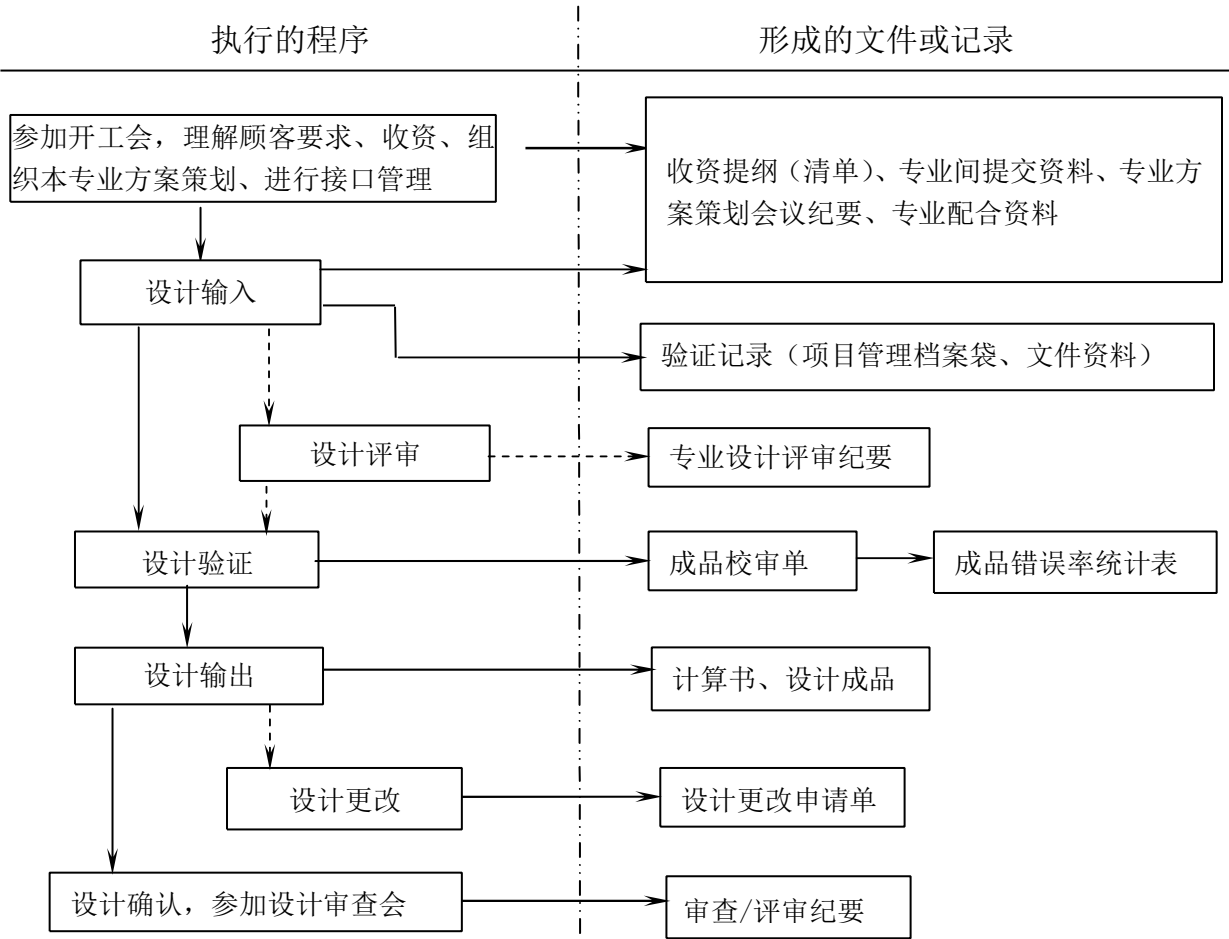 执行的程序
形成的文件或记录
参加开工会，理解顾客要求、收资、组
织本专业方案策划、进行接口管理
收资提纲（清单）、专业间提交资料、专业方
案策划会议纪要、专业配合资料
设计输入
验证记录（项目管理档案袋、文件资料）
设计评审
专业设计评审纪要
设计验证
成品校审单
成品错误率统计表
设计输出
计算书、设计成品
设计更改
设计更改申请单
设计确认，参加设计审查会
审查/评审纪要